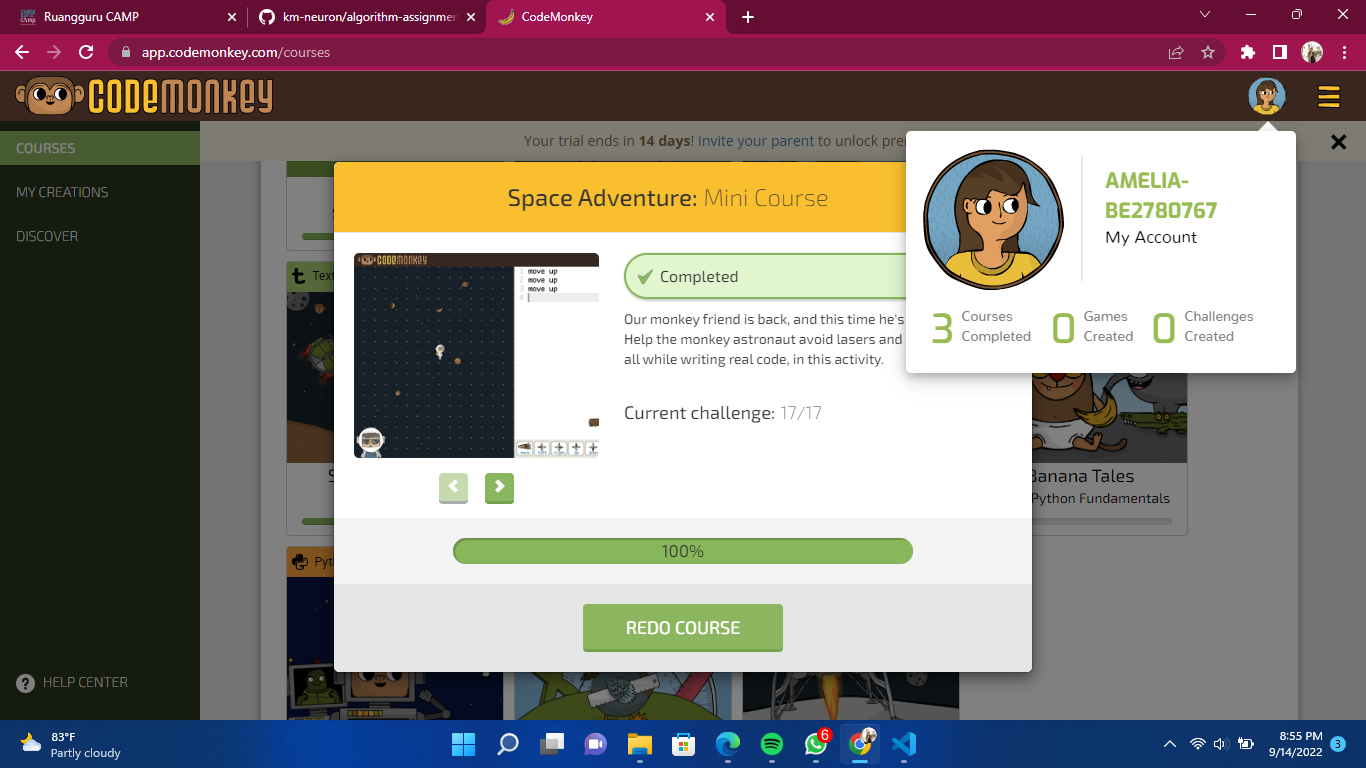 Ruangguru CAMP
km-neuron/algorithm-assignmen
CodeMonkey
app.codemonkey.com/courses
CODEMONKEY
COURSES
MY CREATIONS
DISCOVER
HELP CENTER
Your trial ends in 14 days! Invite your parent to unlock pre
Space Adventure: Mini Course
CODEMONKEY
1 move up
2 move up
3 move up
4
Completed
Our monkey friend is back, and this time he's
Help the monkey astronaut avoid lasers and
all while writing real code, in this activity.
Current challenge: 17/17
100%
REDO COURSE
AMELIA-
BE2780767
My Account
3 Courses Completed
0 Games Created
0 Challenges Created
Text
S
Banana Tales
Python Fundamentals
Pyth
83°F
Partly cloudy
6
8:55 PM
9/14/2022
3